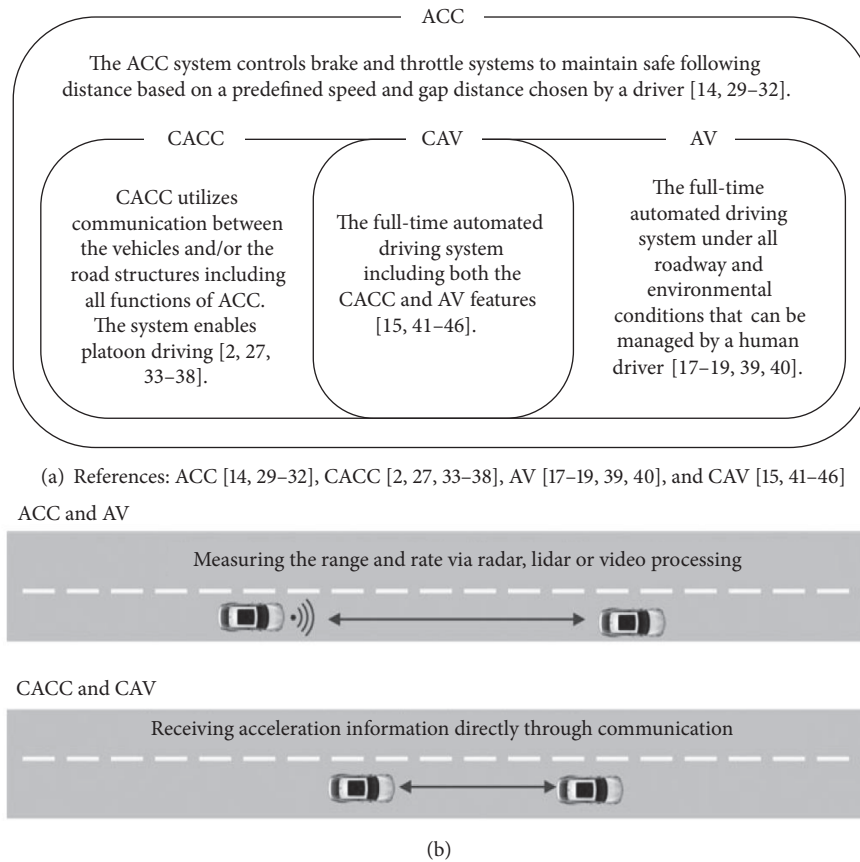 ACC
The ACC system controls brake and throttle systems to maintain safe following
distance based on a predefined speed and gap distance chosen by a driver [14, 29–32].
CACC
CACC utilizes
communication between
the vehicles and/or the
road structures including
all functions of ACC.
The system enables
platoon driving [2, 27,
33–38].
CAV
The full-time automated
driving system
including both the
CACC and AV features
[15, 41–46].
AV
The full-time
automated driving
system under all
roadway and
environmental
conditions that can be
managed by a human
driver [17–19, 39, 40].
(a) References: ACC [14, 29–32], CACC [2, 27, 33–38], AV [17–19, 39, 40], and CAV [15, 41–46]
ACC and AV
Measuring the range and rate via radar, lidar or video processing
CACC and CAV
Receiving acceleration information directly through communication
(b)